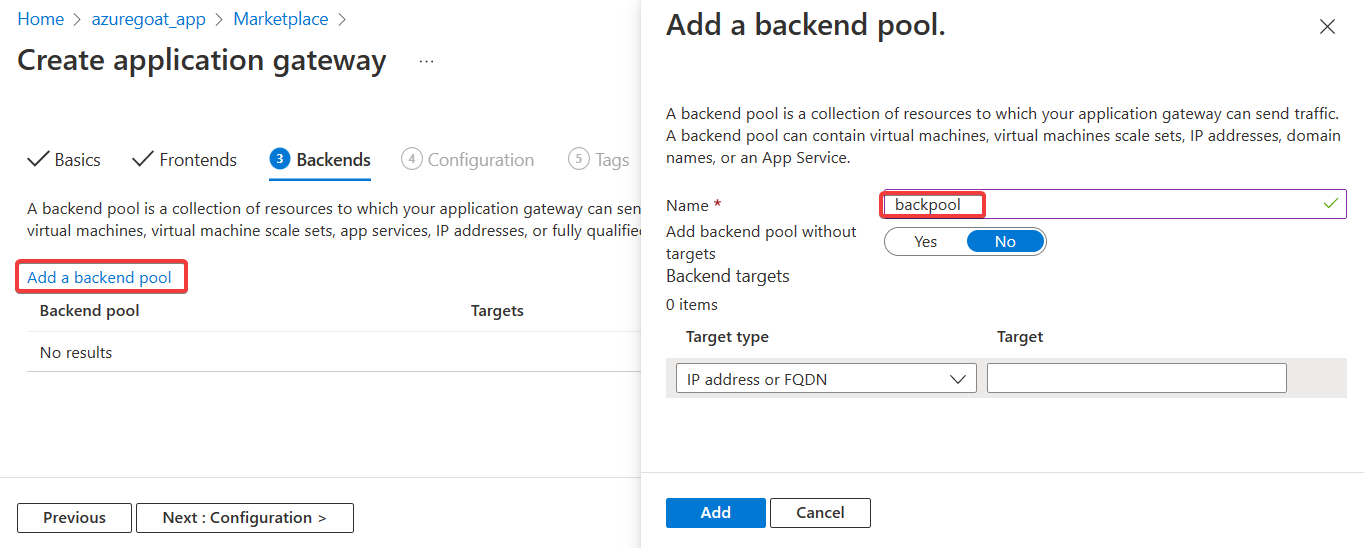 Home > azuregoat_app > Marketplace >
Create application gateway ...
Basics Frontends 3 Backends 4 Configuration 5 Tags
A backend pool is a collection of resources to which your application gateway can sen
virtual machines, virtual machine scale sets, app services, IP addresses, or fully qualified
Add a backend pool
Backend pool Targets
No results
Previous Next : Configuration >
Add a backend pool.
A backend pool is a collection of resources to which your application gateway can send traffic.
A backend pool can contain virtual machines, virtual machines scale sets, IP addresses, domain
names, or an App Service.
Name * backpool
Add backend pool without
targets
Yes No
Backend targets
0 items
Target type Target
IP address or FQDN
Add Cancel